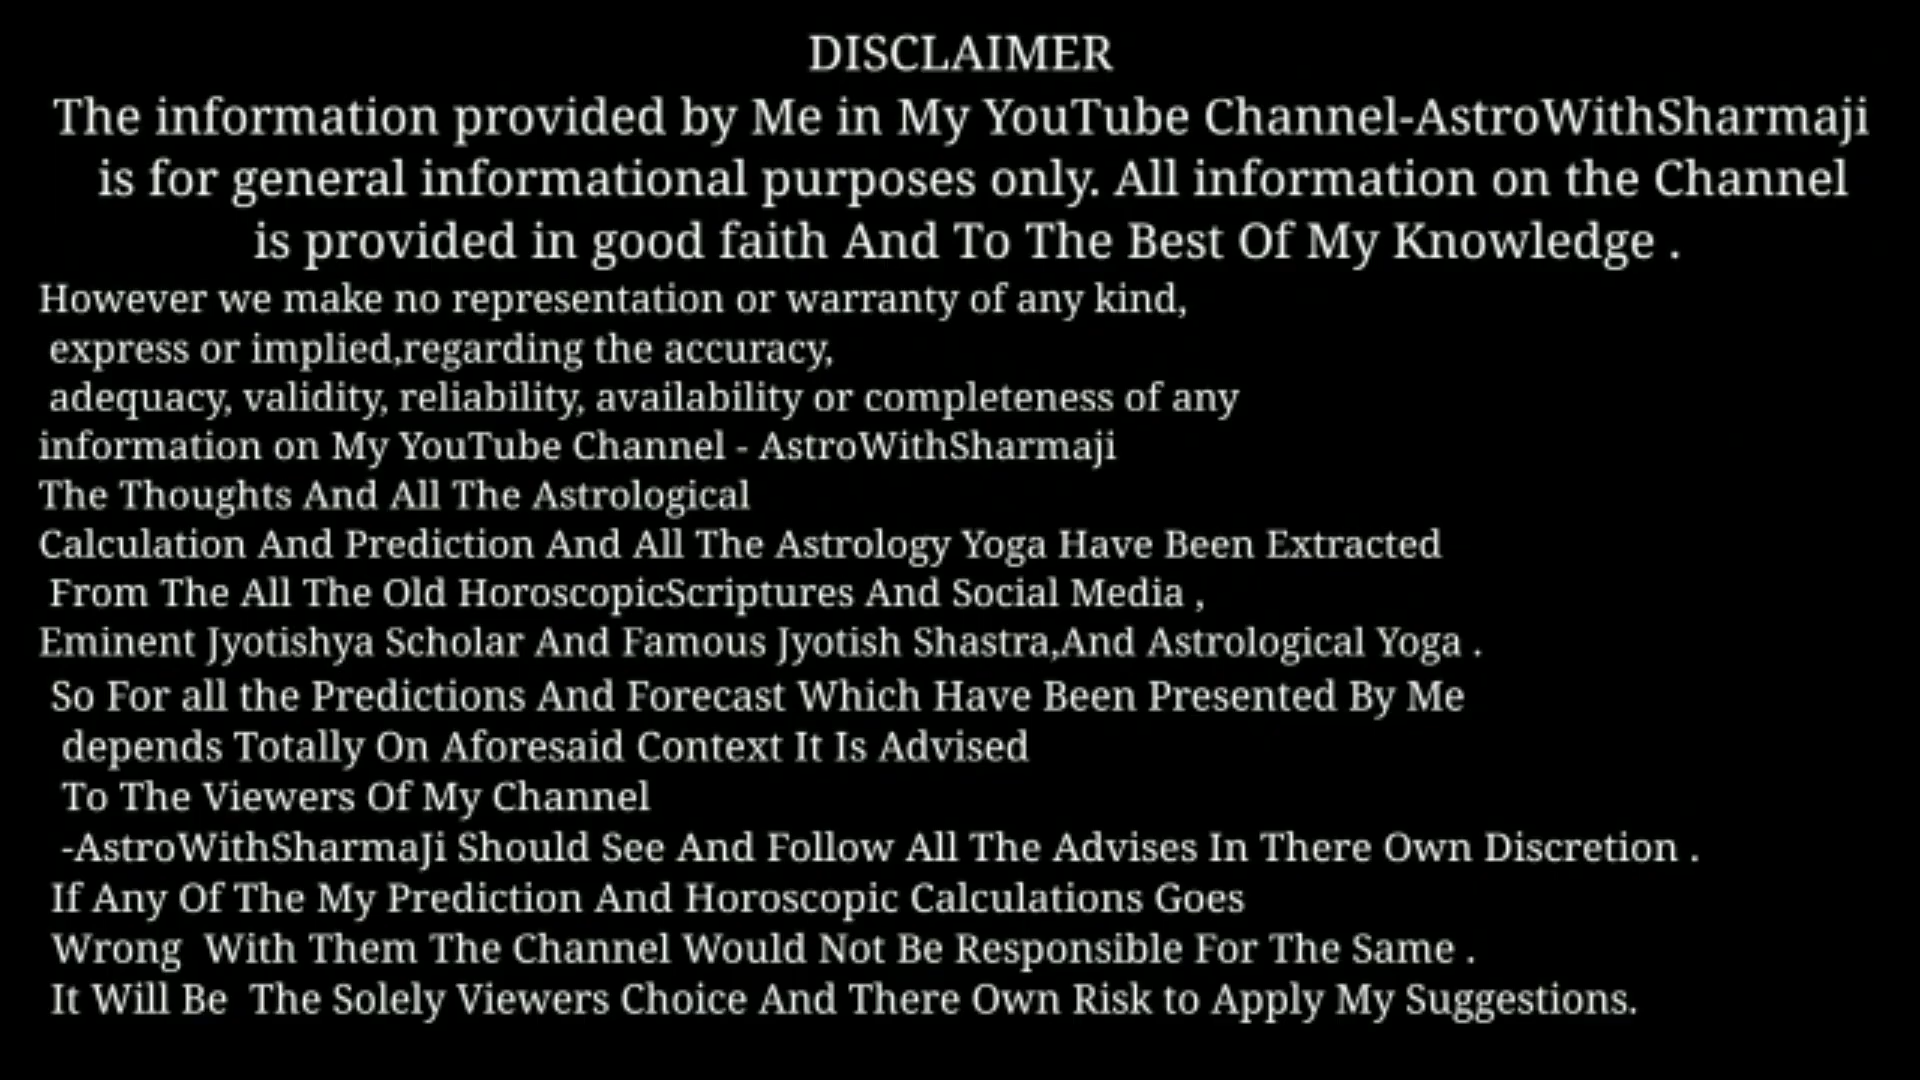 DISCLAIMER
The information provided by Me in My YouTube Channel-AstroWithSharmaji
is for general informational purposes only. All information on the Channel
is provided in good faith And To The Best Of My Knowledge .
However we make no representation or warranty of any kind,
express or implied,regarding the accuracy,
adequacy, validity, reliability, availability or completeness of any
information on My YouTube Channel - AstroWithSharmaji
The Thoughts And All The Astrological
Calculation And Prediction And All The Astrology Yoga Have Been Extracted
From The All The Old HoroscopicScriptures And Social Media ,
Eminent Jyotishya Scholar And Famous Jyotish Shastra,And Astrological Yoga .
So For all the Predictions And Forecast Which Have Been Presented By Me
depends Totally On Aforesaid Context It Is Advised
To The Viewers Of My Channel
-AstroWithSharmaJi Should See And Follow All The Advises In There Own Discretion .
If Any Of The My Prediction And Horoscopic Calculations Goes
Wrong  With Them The Channel Would Not Be Responsible For The Same .
It Will Be  The Solely Viewers Choice And There Own Risk to Apply My Suggestions.